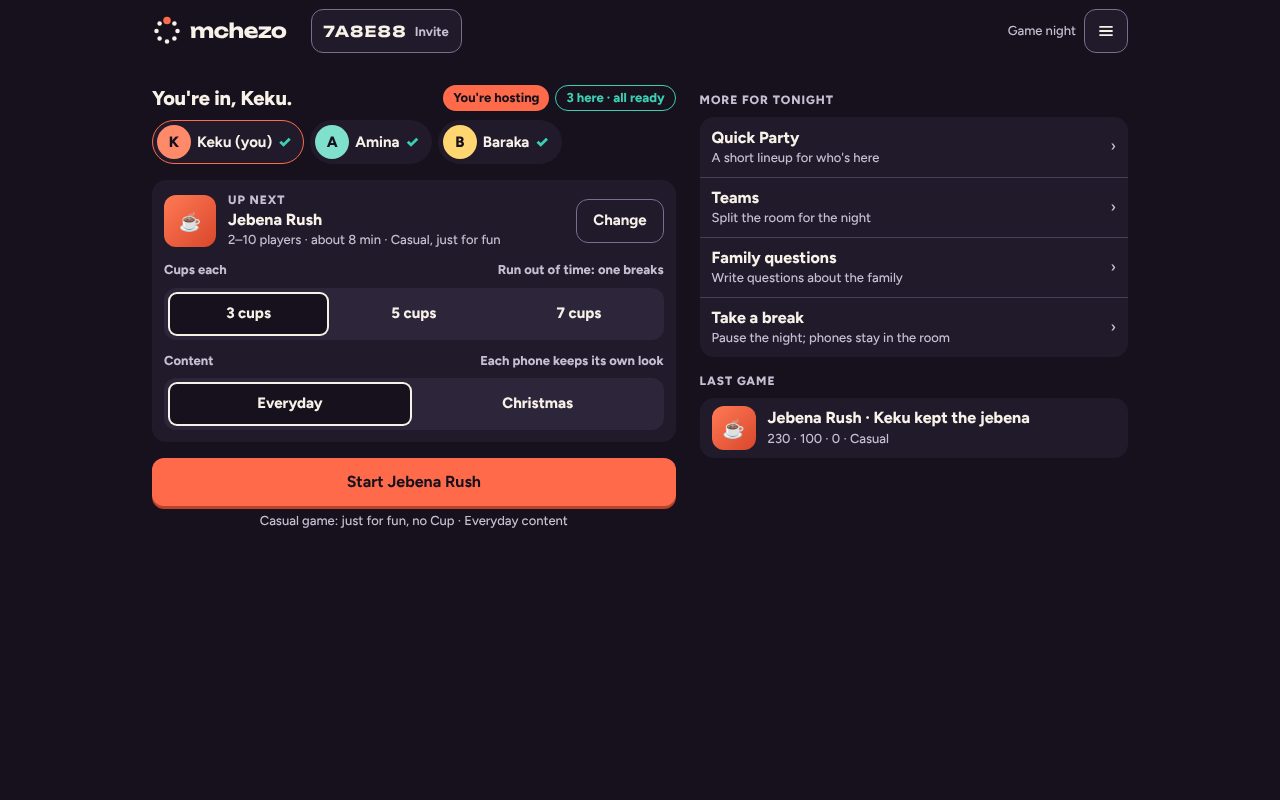 mchezo
7A8E88 Invite
Game night
You're in, Keku.
You're hosting
3 here · all ready
K Keku (you)
A Amina
B Baraka
UP NEXT
Jebena Rush
2–10 players · about 8 min · Casual, just for fun
Change
Cups each
Run out of time: one breaks
3 cups
5 cups
7 cups
Content
Each phone keeps its own look
Everyday
Christmas
Start Jebena Rush
Casual game: just for fun, no Cup · Everyday content
MORE FOR TONIGHT
Quick Party
A short lineup for who's here
Teams
Split the room for the night
Family questions
Write questions about the family
Take a break
Pause the night; phones stay in the room
LAST GAME
Jebena Rush · Keku kept the jebena
230 · 100 · 0 · Casual